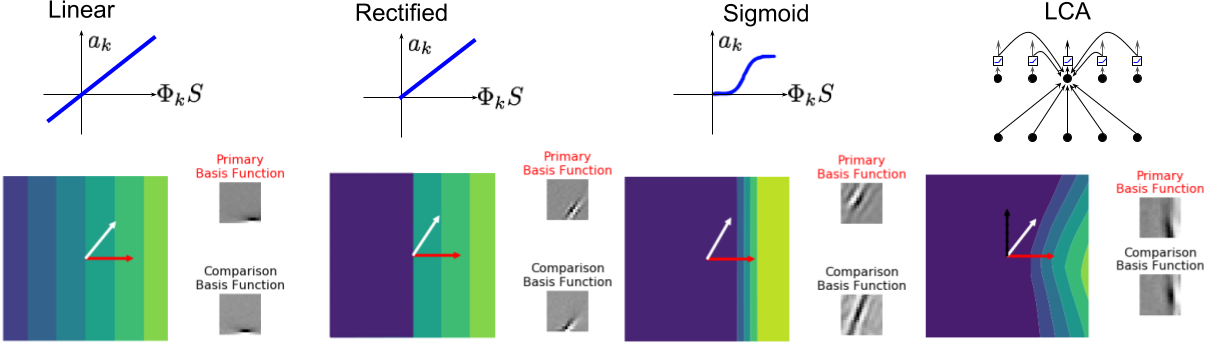 Linear
Rectified
Sigmoid
LCA
a_k
Φ_k S
a_k
Φ_k S
a_k
Φ_k S
Primary
Basis Function
Comparison
Basis Function
Primary
Basis Function
Comparison
Basis Function
Primary
Basis Function
Comparison
Basis Function
Primary
Basis Function
Comparison
Basis Function